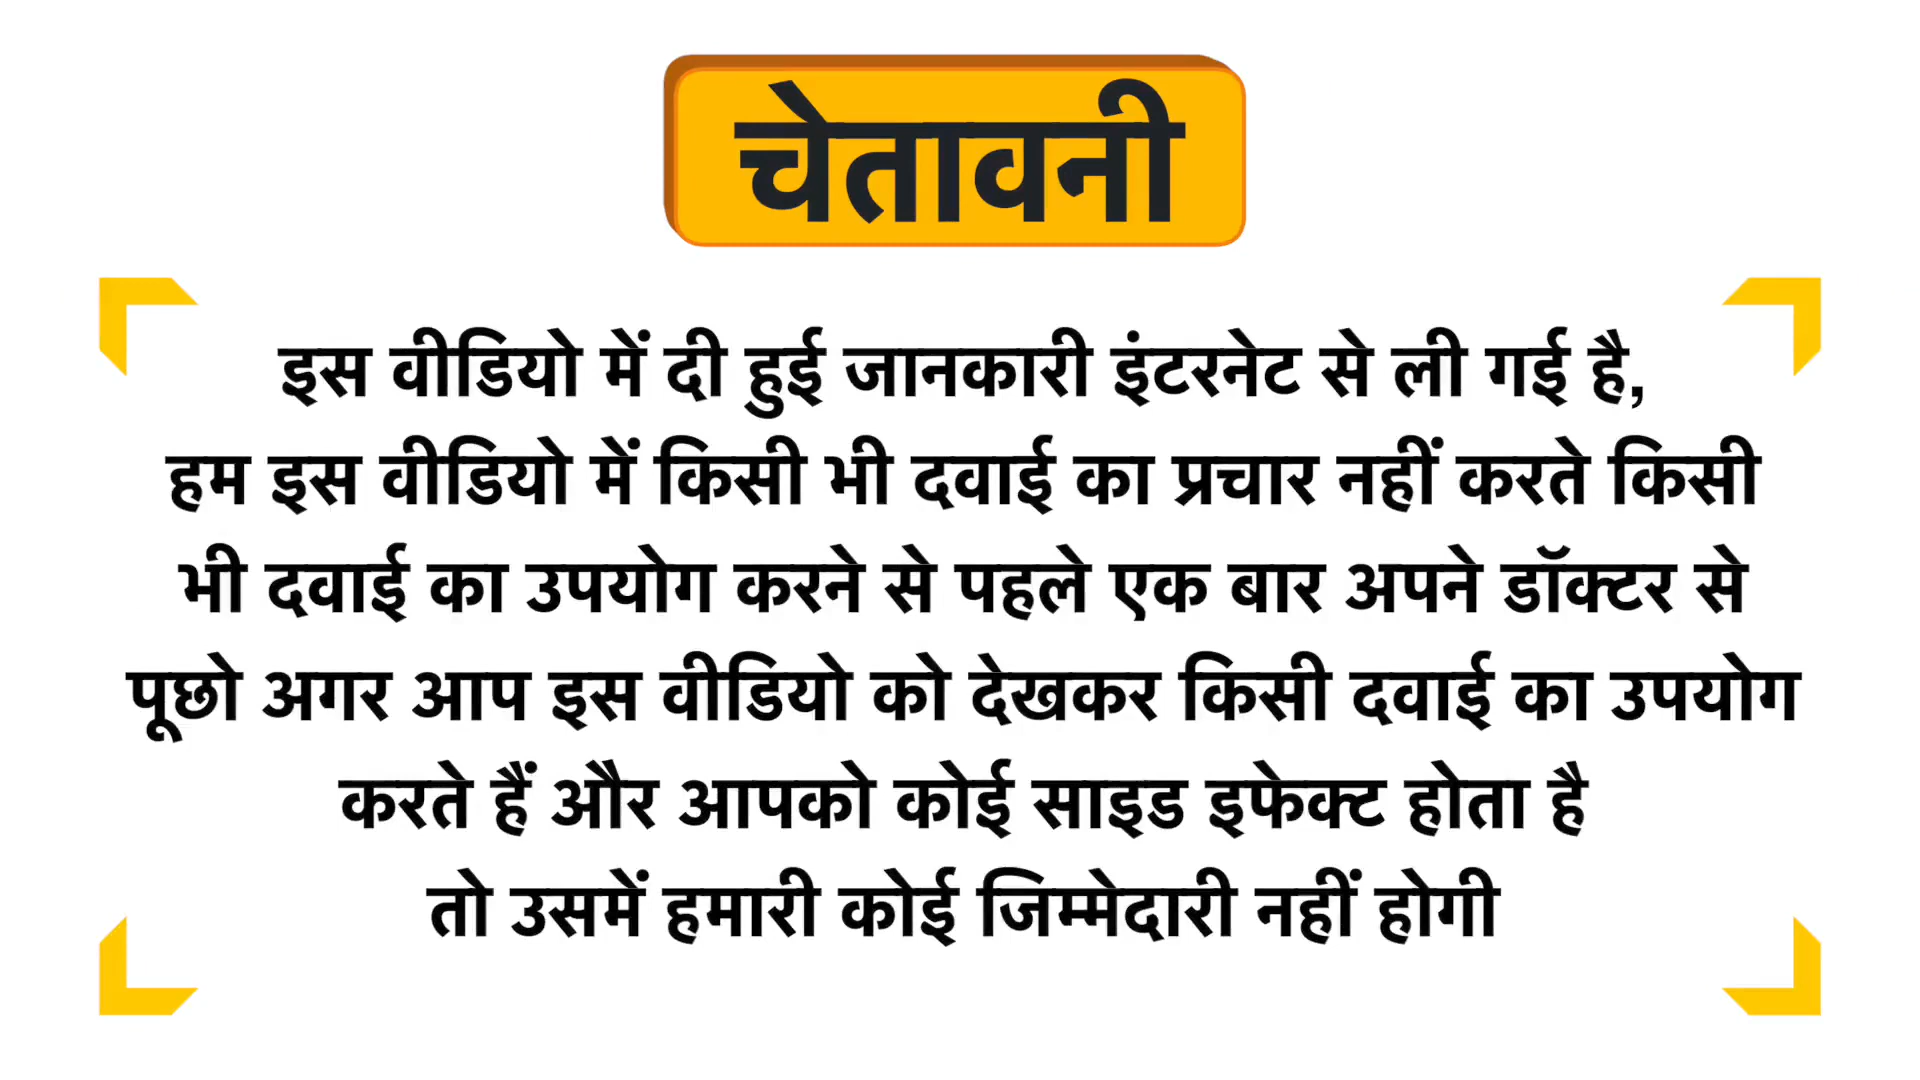 चेतावनी
इस वीडियो में दी हुई जानकारी इंटरनेट से ली गई है,
हम इस वीडियो में किसी भी दवाई का प्रचार नहीं करते किसी
भी दवाई का उपयोग करने से पहले एक बार अपने डॉक्टर से
पूछो अगर आप इस वीडियो को देखकर किसी दवाई का उपयोग
करते हैं और आपको कोई साइड इफेक्ट होता है
तो उसमें हमारी कोई जिम्मेदारी नहीं होगी